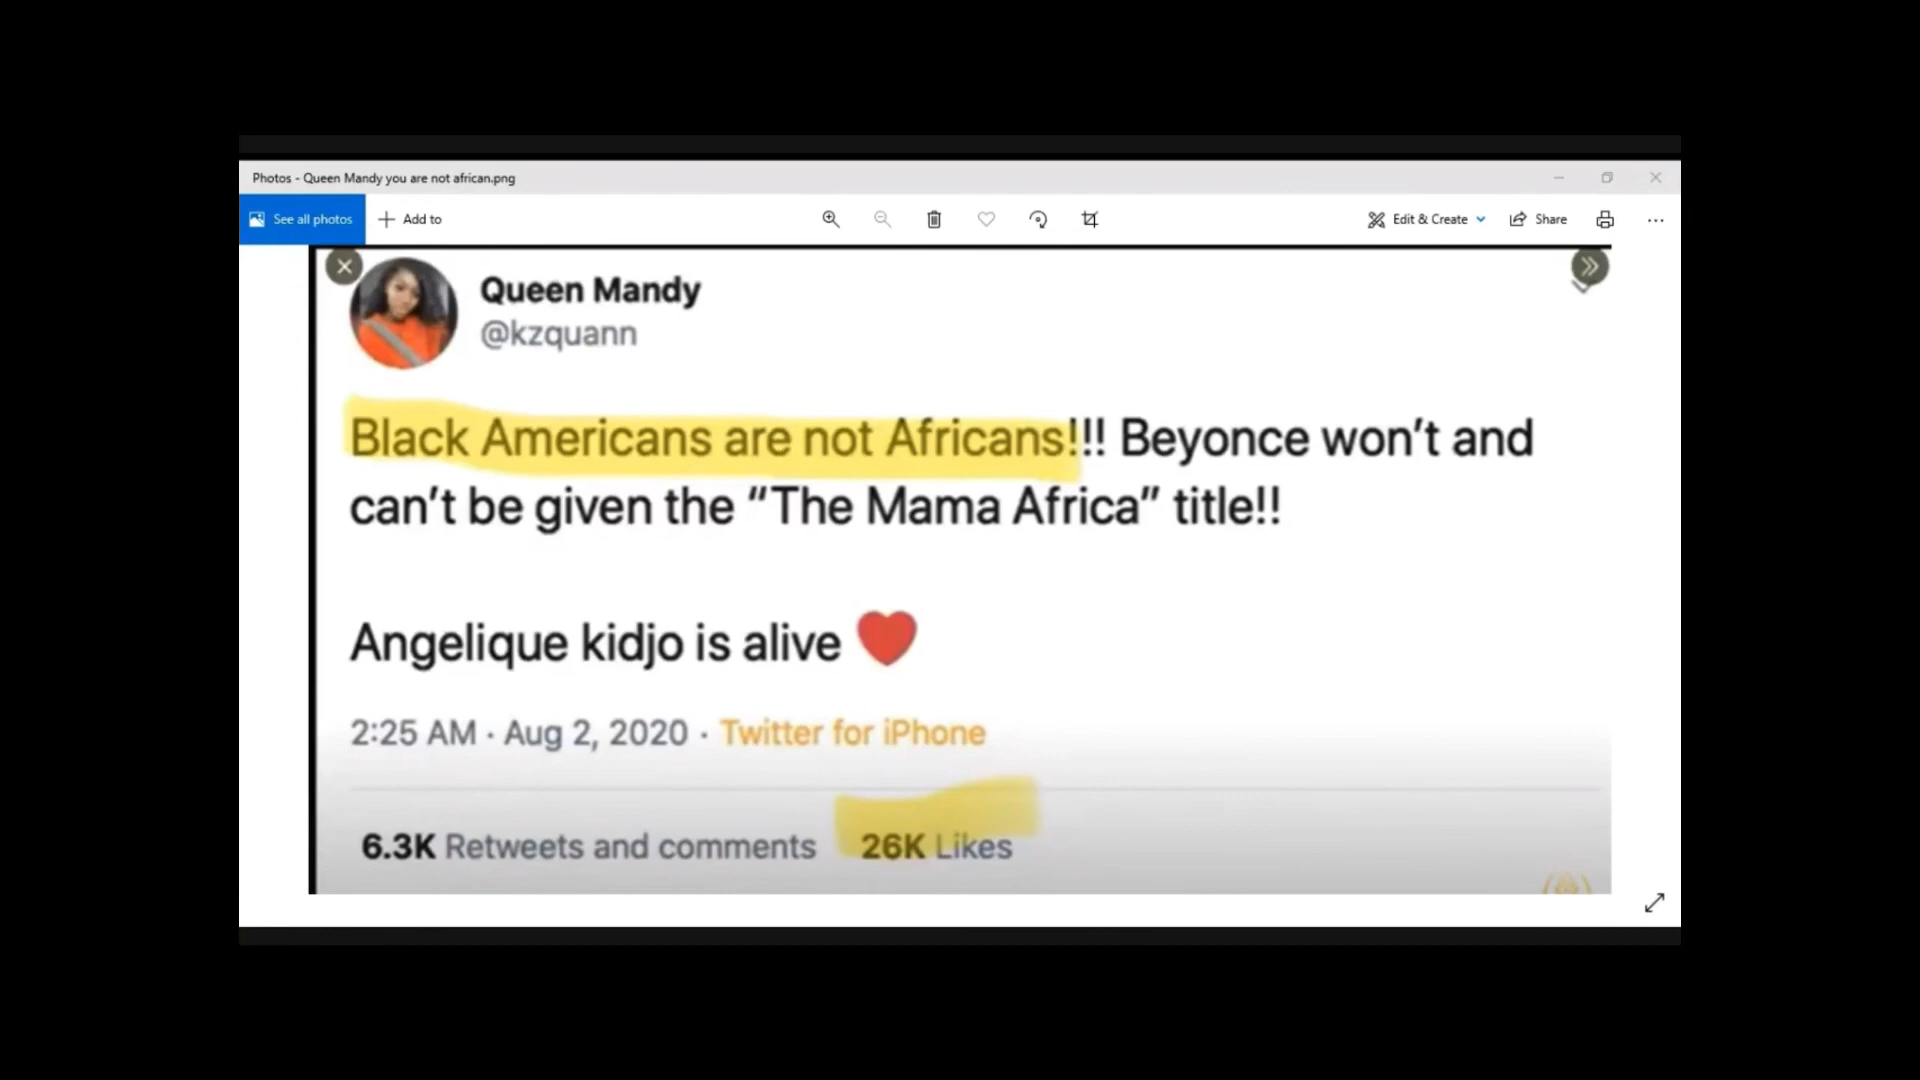 Photos - Queen Mandy you are not african.png
See all photos
Add to
Edit & Create
Share
Queen Mandy
@kzquann
Black Americans are not Africans!!! Beyonce won't and
can't be given the "The Mama Africa" title!!
Angelique kidjo is alive ❤️
2:25 AM · Aug 2, 2020 · Twitter for iPhone
6.3K Retweets and comments 26K Likes